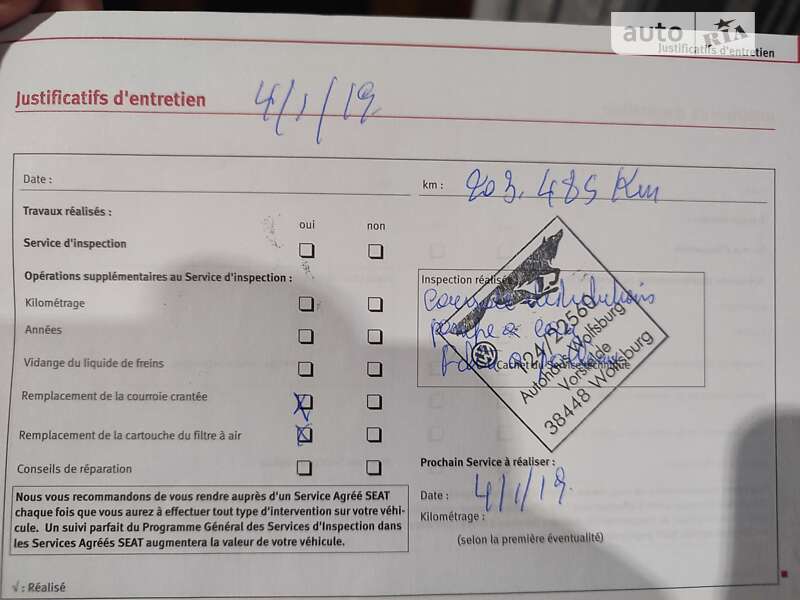 auto RIA
Justificatifs d'entretien
Justificatifs d'entretien 4/1/19
Date :
km : 203.485 Km
Travaux réalisés :
oui non
Service d'inspection
Opérations supplémentaires au Service d'inspection :
Kilométrage
Années
Vidange du liquide de freins
Remplacement de la courroie crantée
Remplacement de la cartouche du filtre à air
Conseils de réparation
Inspection réalisée
Courroie distributions
pompe a eau
Filtre a
Cachet du Service technique
Autohaus Wolfsburg
Vorsfelde
38448 Wolfsburg
Prochain Service à réaliser :
Date : 4/1/19
Kilométrage :
(selon la première éventualité)
Nous vous recommandons de vous rendre auprès d'un Service Agréé SEAT
chaque fois que vous aurez à effectuer tout type d'intervention sur votre véhi-
cule. Un suivi parfait du Programme Général des Services d'Inspection dans
les Services Agréés SEAT augmentera la valeur de votre véhicule.
√ : Réalisé